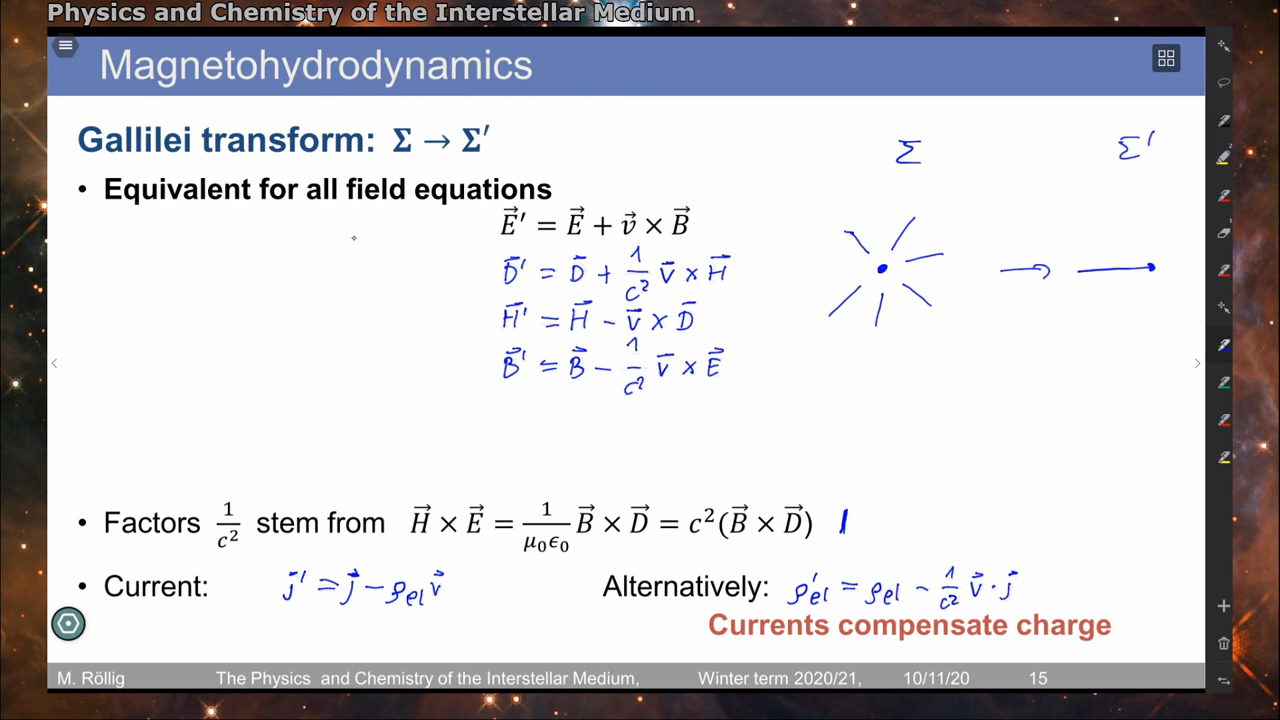 Physics and Chemistry of the Interstellar Medium
Magnetohydrodynamics
Gallilei transform: Σ → Σ′
Σ Σ′
• Equivalent for all field equations
E⃗′ = E⃗ + v⃗ × B⃗
D⃗′ = D⃗ + 1/c² v⃗ × H⃗
H⃗′ = H⃗ − v⃗ × D⃗
B⃗′ = B⃗ − 1/c² v⃗ × E⃗
• Factors 1/c² stem from H⃗ × E⃗ = 1/μ₀ϵ₀ B⃗ × D⃗ = c²(B⃗ × D⃗)
• Current: j⃗′ = j⃗ − ρel v⃗ Alternatively: ρ′el = ρel − 1/c² v⃗ · j⃗
Currents compensate charge
M. Röllig The Physics and Chemistry of the Interstellar Medium, Winter term 2020/21, 10/11/20 15